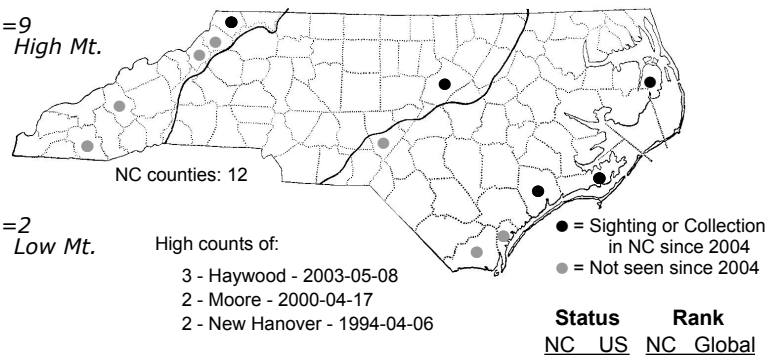 =9
High Mt.
NC counties: 12
=2
Low Mt.
High counts of:
3 - Haywood - 2003-05-08
2 - Moore - 2000-04-17
2 - New Hanover - 1994-04-06
● = Sighting or Collection
in NC since 2004
● = Not seen since 2004
Status Rank
NC US NC Global